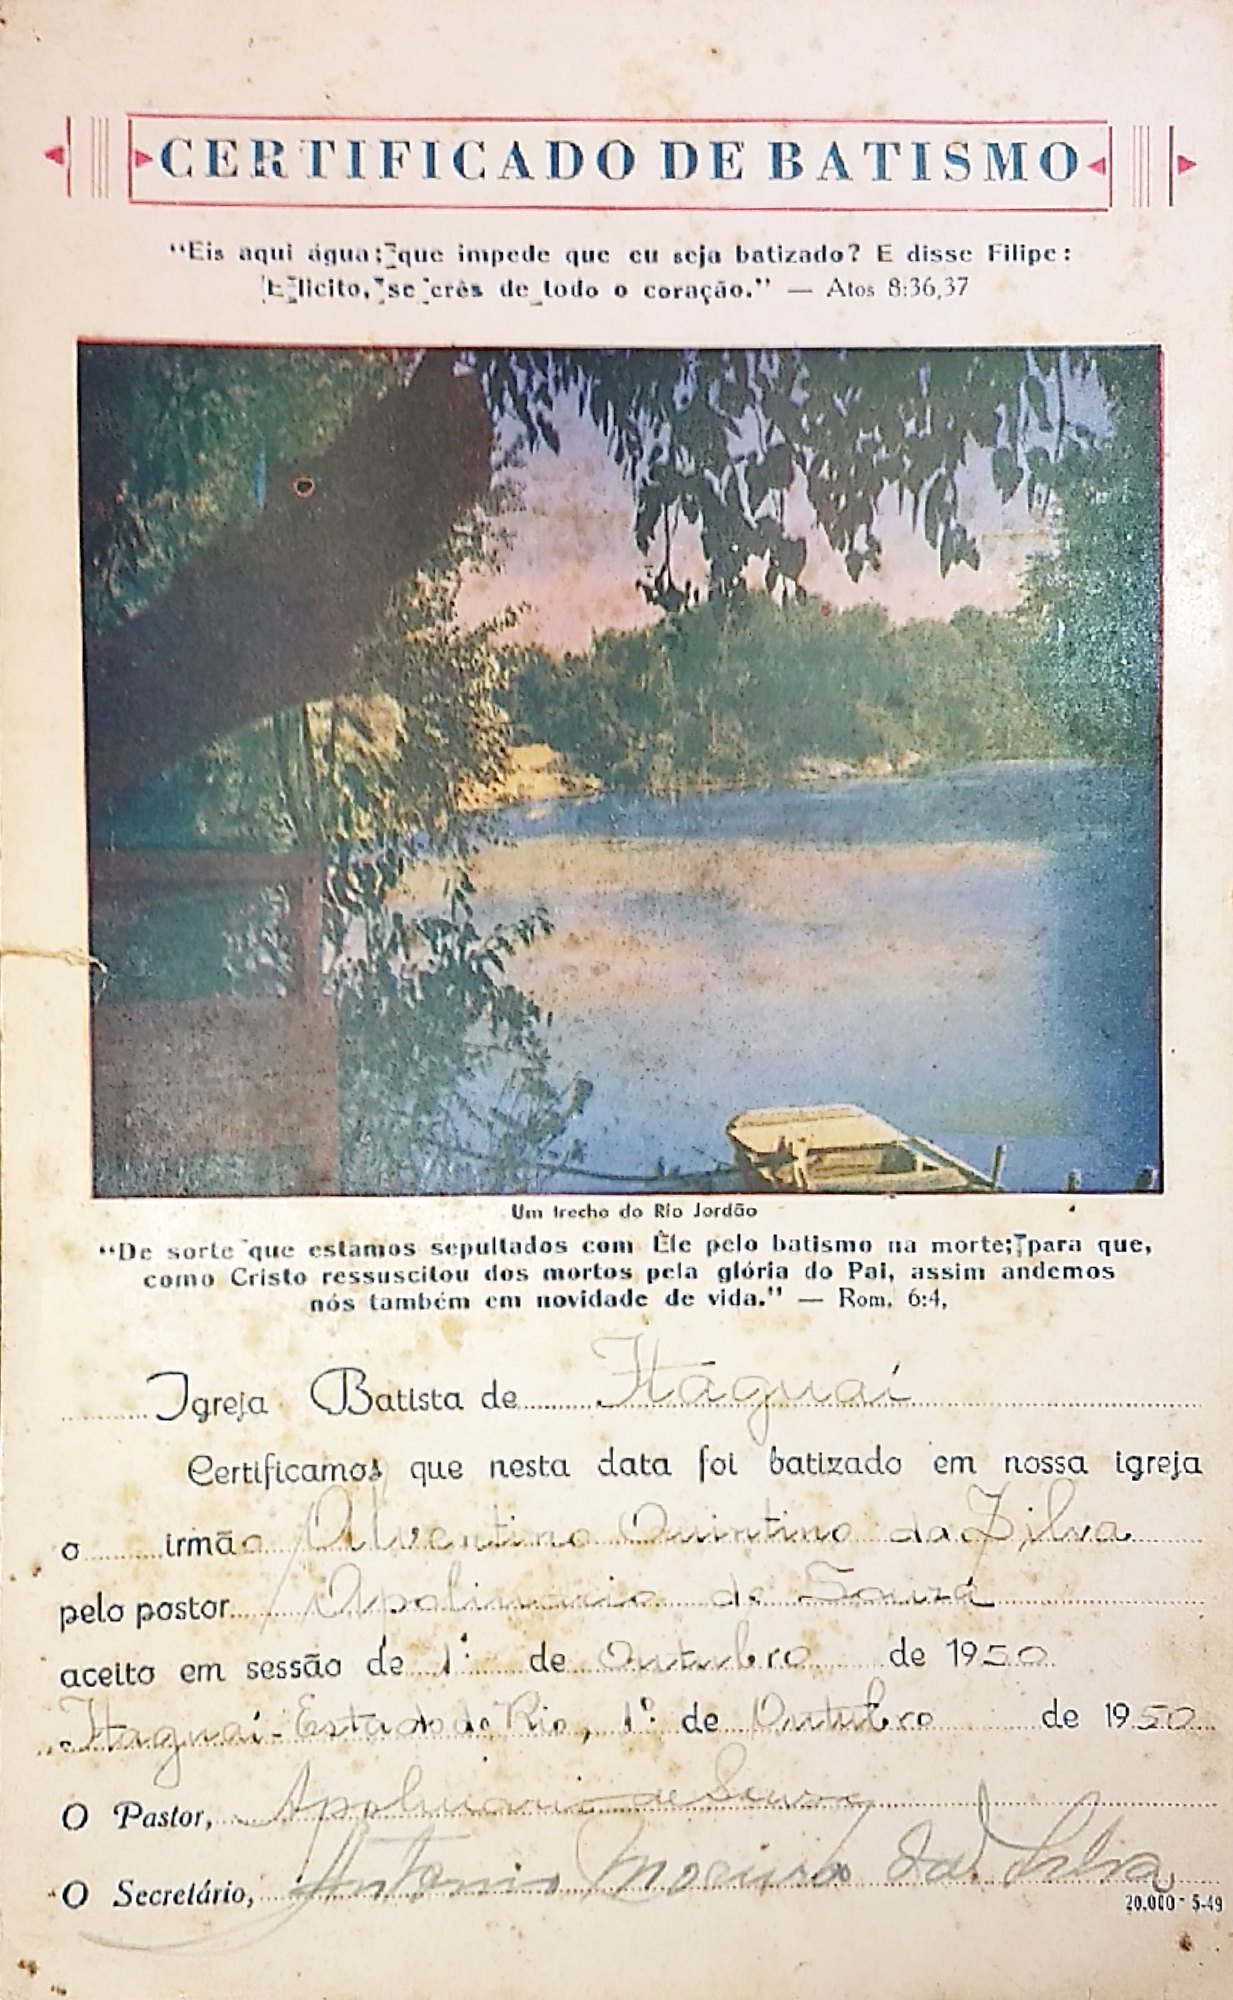 CERTIFICADO DE BATISMO
“Eis aqui água; que impede que eu seja batizado? E disse Filipe:
É lícito, se crês de todo o coração.” — Atos 8:36,37
Um trecho do Rio Jordão
“De sorte que estamos sepultados com Êle pelo batismo na morte; para que,
como Cristo ressuscitou dos mortos pela glória do Pai, assim andemos
nós também em novidade de vida.” — Rom. 6:4,
Igreja Batista de Itaguaí
Certificamos que nesta data foi batizado em nossa igreja
o irmão Alventino Quintino da Silva
pelo pastor Apolinario de Souza
aceito em sessão de 1º de Outubro de 1950
Itaguaí - Estado do Rio, 1º de Outubro de 1950
O Pastor, Apolinario de Souza
O Secretário, Antonio Moreira da Silva
20.000 - 5-49